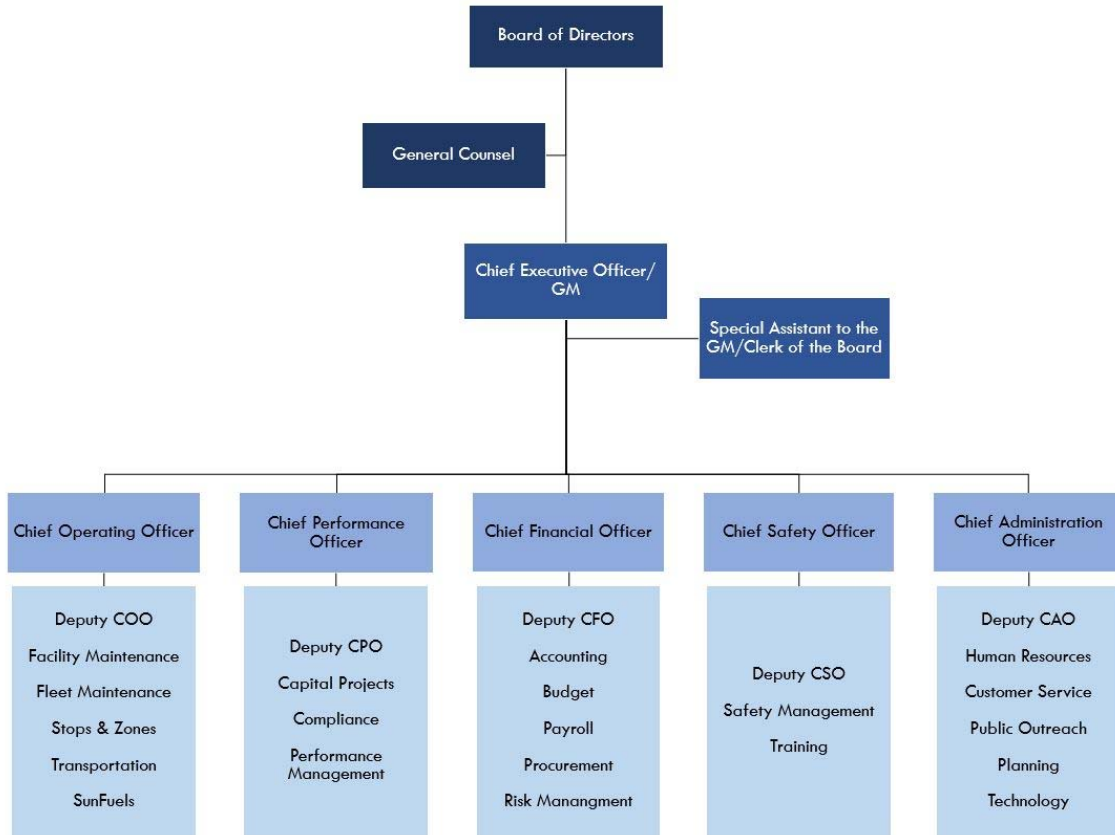 Board of Directors
General Counsel
Chief Executive Officer/
GM
Special Assistant to the
GM/Clerk of the Board
Chief Operating Officer
Chief Performance
Officer
Chief Financial Officer
Chief Safety Officer
Chief Administration
Officer
Deputy COO
Facility Maintenance
Fleet Maintenance
Stops & Zones
Transportation
SunFuels
Deputy CPO
Capital Projects
Compliance
Performance
Management
Deputy CFO
Accounting
Budget
Payroll
Procurement
Risk Manangment
Deputy CSO
Safety Management
Training
Deputy CAO
Human Resources
Customer Service
Public Outreach
Planning
Technology